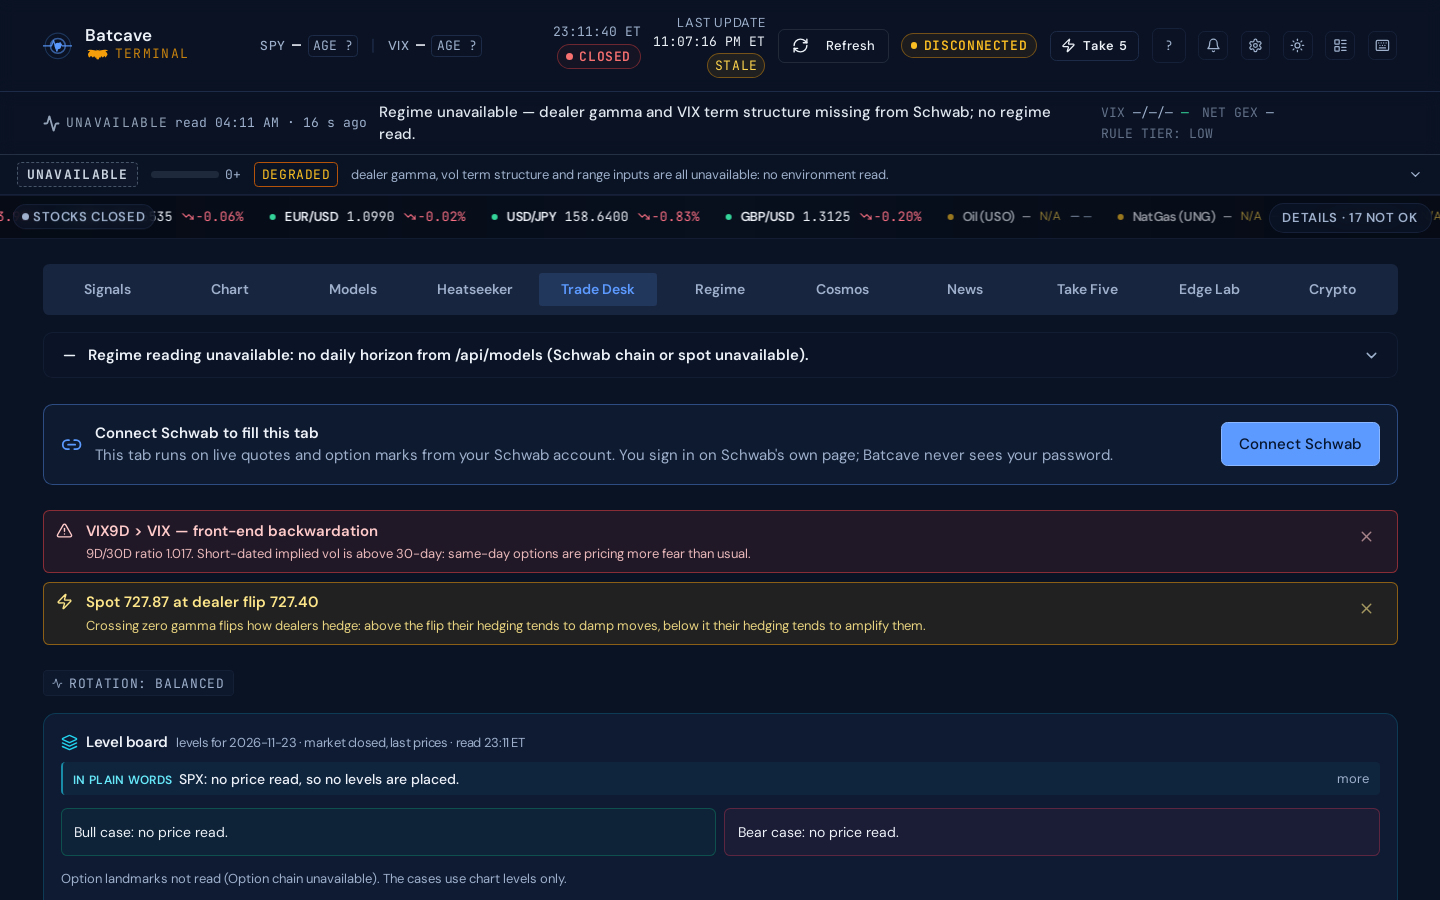 Batcave
TERMINAL
SPY — AGE ?
VIX — AGE ?
23:11:40 ET
CLOSED
LAST UPDATE
11:07:16 PM ET
STALE
Refresh
DISCONNECTED
Take 5
?
UNAVAILABLE read 04:11 AM · 16 s ago
Regime unavailable — dealer gamma and VIX term structure missing from Schwab; no regime
read.
VIX —/—/— — NET GEX —
RULE TIER: LOW
UNAVAILABLE
0+
DEGRADED
dealer gamma, vol term structure and range inputs are all unavailable: no environment read.
STOCKS CLOSED
35 -0.06%
EUR/USD 1.0990 -0.02%
USD/JPY 158.6400 -0.83%
GBP/USD 1.3125 -0.20%
Oil (USO) — N/A — —
NatGas (UNG) — N/A
DETAILS · 17 NOT OK
Signals
Chart
Models
Heatseeker
Trade Desk
Regime
Cosmos
News
Take Five
Edge Lab
Crypto
— Regime reading unavailable: no daily horizon from /api/models (Schwab chain or spot unavailable).
Connect Schwab to fill this tab
This tab runs on live quotes and option marks from your Schwab account. You sign in on Schwab's own page; Batcave never sees your password.
Connect Schwab
VIX9D > VIX — front-end backwardation
9D/30D ratio 1.017. Short-dated implied vol is above 30-day: same-day options are pricing more fear than usual.
Spot 727.87 at dealer flip 727.40
Crossing zero gamma flips how dealers hedge: above the flip their hedging tends to damp moves, below it their hedging tends to amplify them.
ROTATION: BALANCED
Level board levels for 2026-11-23 · market closed, last prices · read 23:11 ET
IN PLAIN WORDS SPX: no price read, so no levels are placed.
more
Bull case: no price read.
Bear case: no price read.
Option landmarks not read (Option chain unavailable). The cases use chart levels only.